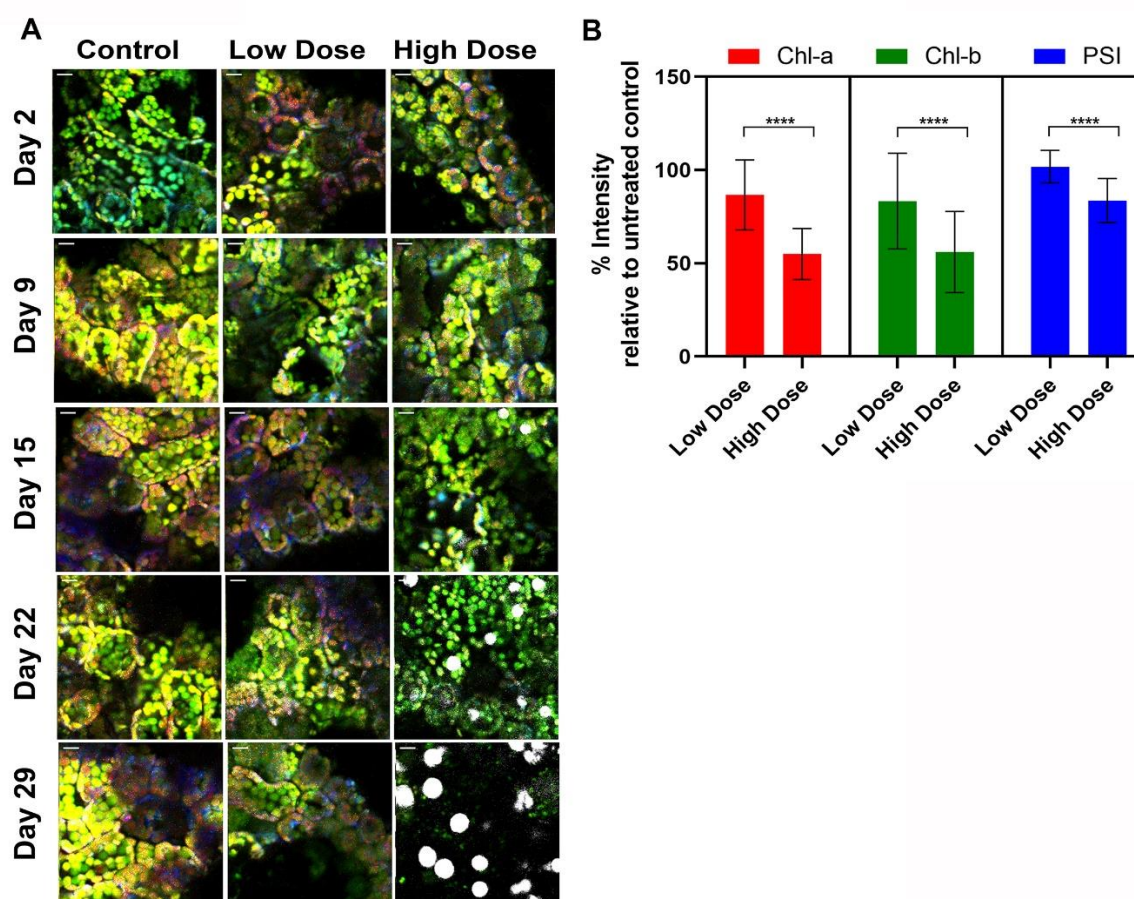 A
Control Low Dose High Dose
Day 2
Day 9
Day 15
Day 22
Day 29
B
Chl-a Chl-b PSI
% Intensity
relative to untreated control
150
100
50
0
**** **** ****
Low Dose High Dose Low Dose High Dose Low Dose High Dose